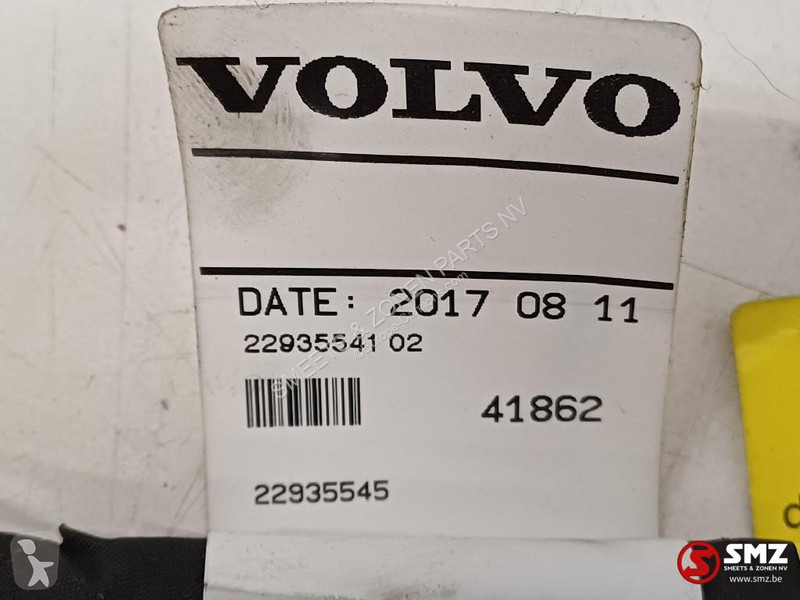 VOLVO
DATE: 2017 08 11
22935541 02
41862
22935545
SMEETS & ZONEN PARTS NV
d
SMZ
SMEETS & ZONEN NV
www.smz.be